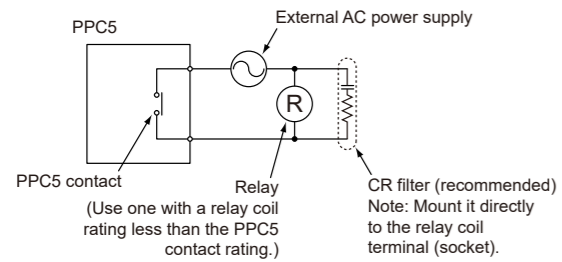 External AC power supply
PPC5
R
PPC5 contact
Relay
(Use one with a relay coil
rating less than the PPC5
contact rating.)
CR filter (recommended)
Note: Mount it directly
to the relay coil
terminal (socket).